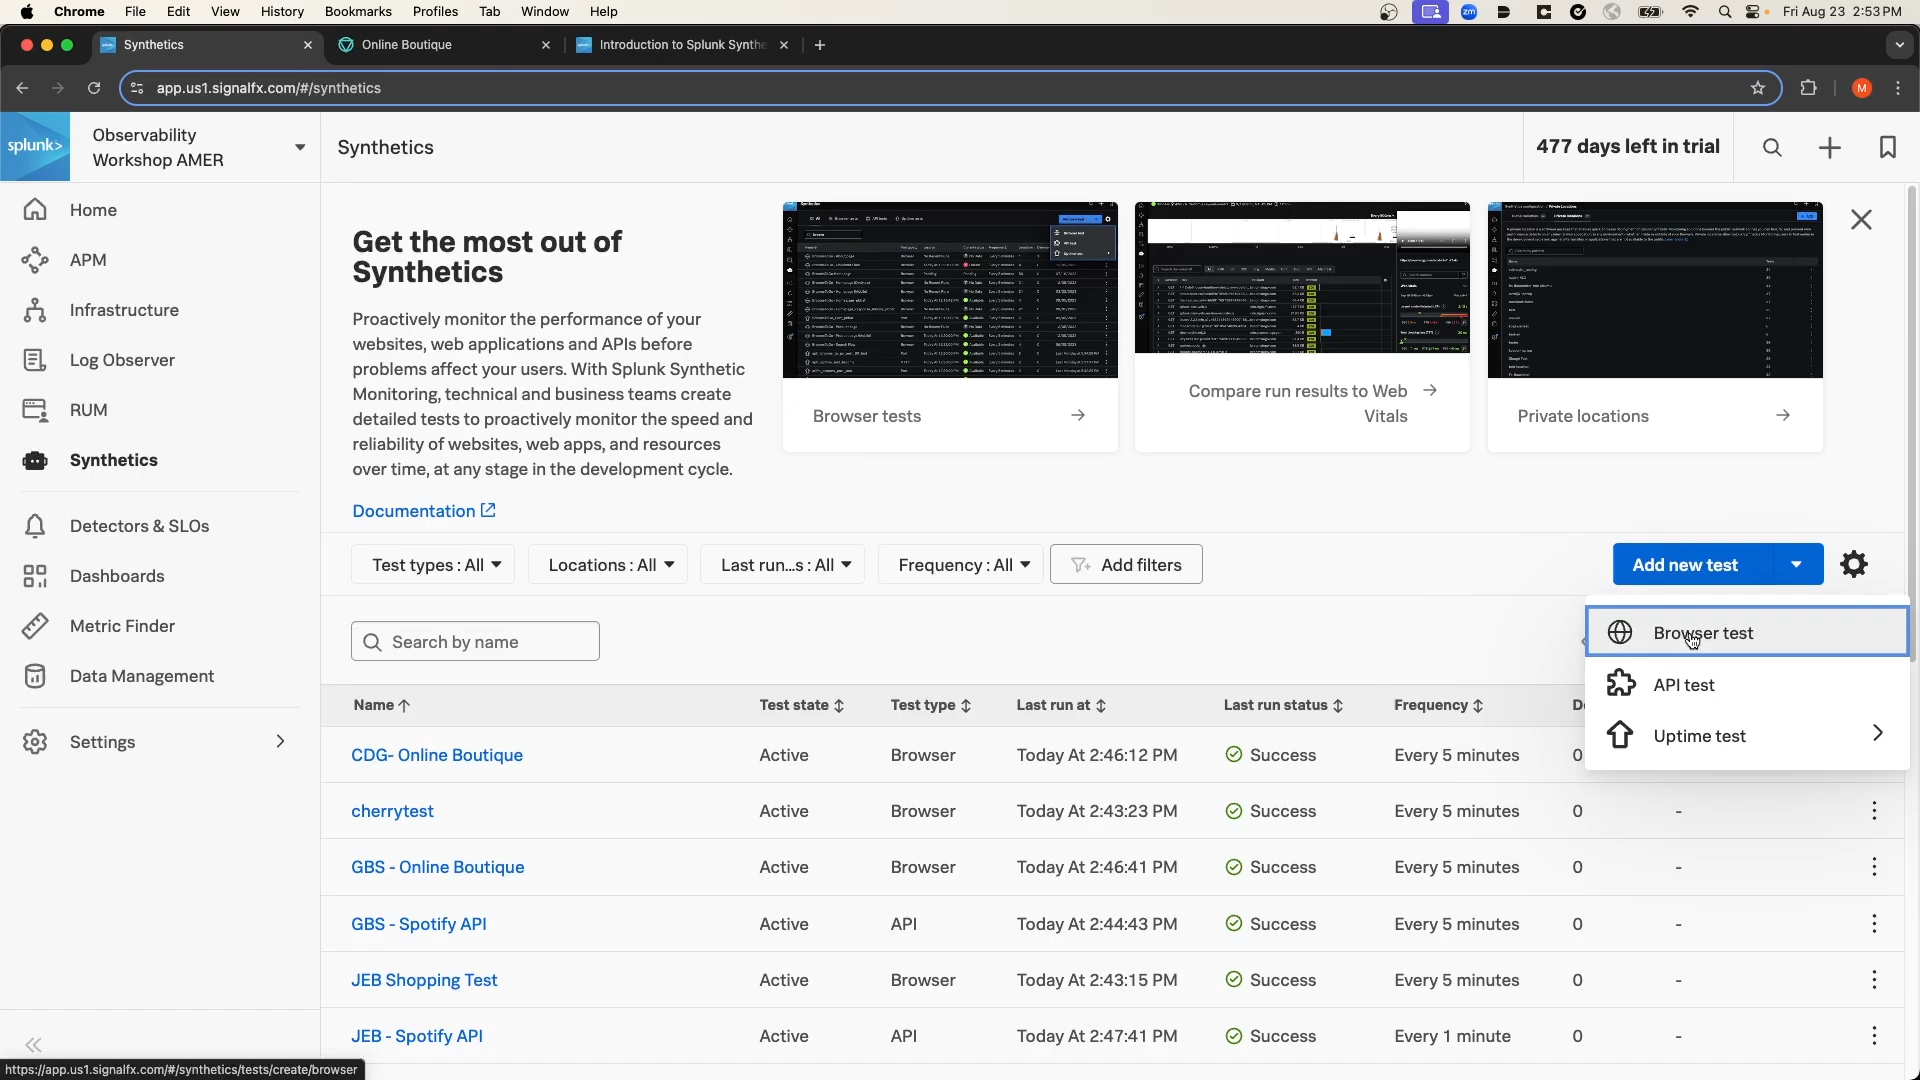 Chrome File Edit View History Bookmarks Profiles Tab Window Help
zm
Fri Aug 23 2:53 PM
Synthetics
Online Boutique
Introduction to Splunk Synthe
app.us1.signalfx.com/#/synthetics
M
splunk>
Observability
Workshop AMER
Synthetics
477 days left in trial
Home
APM
Infrastructure
Log Observer
RUM
Synthetics
Detectors & SLOs
Dashboards
Metric Finder
Data Management
Settings
Get the most out of
Synthetics
Proactively monitor the performance of your
websites, web applications and APIs before
problems affect your users. With Splunk Synthetic
Monitoring, technical and business teams create
detailed tests to proactively monitor the speed and
reliability of websites, web apps, and resources
over time, at any stage in the development cycle.
Documentation
Browser tests
Compare run results to Web
Vitals
Private locations
Test types : All
Locations : All
Last run...s : All
Frequency : All
Add filters
Add new test
Browser test
API test
Uptime test
Search by name
Name Test state Test type Last run at Last run status Frequency
CDG- Online Boutique Active Browser Today At 2:46:12 PM Success Every 5 minutes 0
cherrytest Active Browser Today At 2:43:23 PM Success Every 5 minutes 0 -
GBS - Online Boutique Active Browser Today At 2:46:41 PM Success Every 5 minutes 0 -
GBS - Spotify API Active API Today At 2:44:43 PM Success Every 5 minutes 0 -
JEB Shopping Test Active Browser Today At 2:43:15 PM Success Every 5 minutes 0 -
JEB - Spotify API Active API Today At 2:47:41 PM Success Every 1 minute 0 -
https://app.us1.signalfx.com/#/synthetics/tests/create/browser